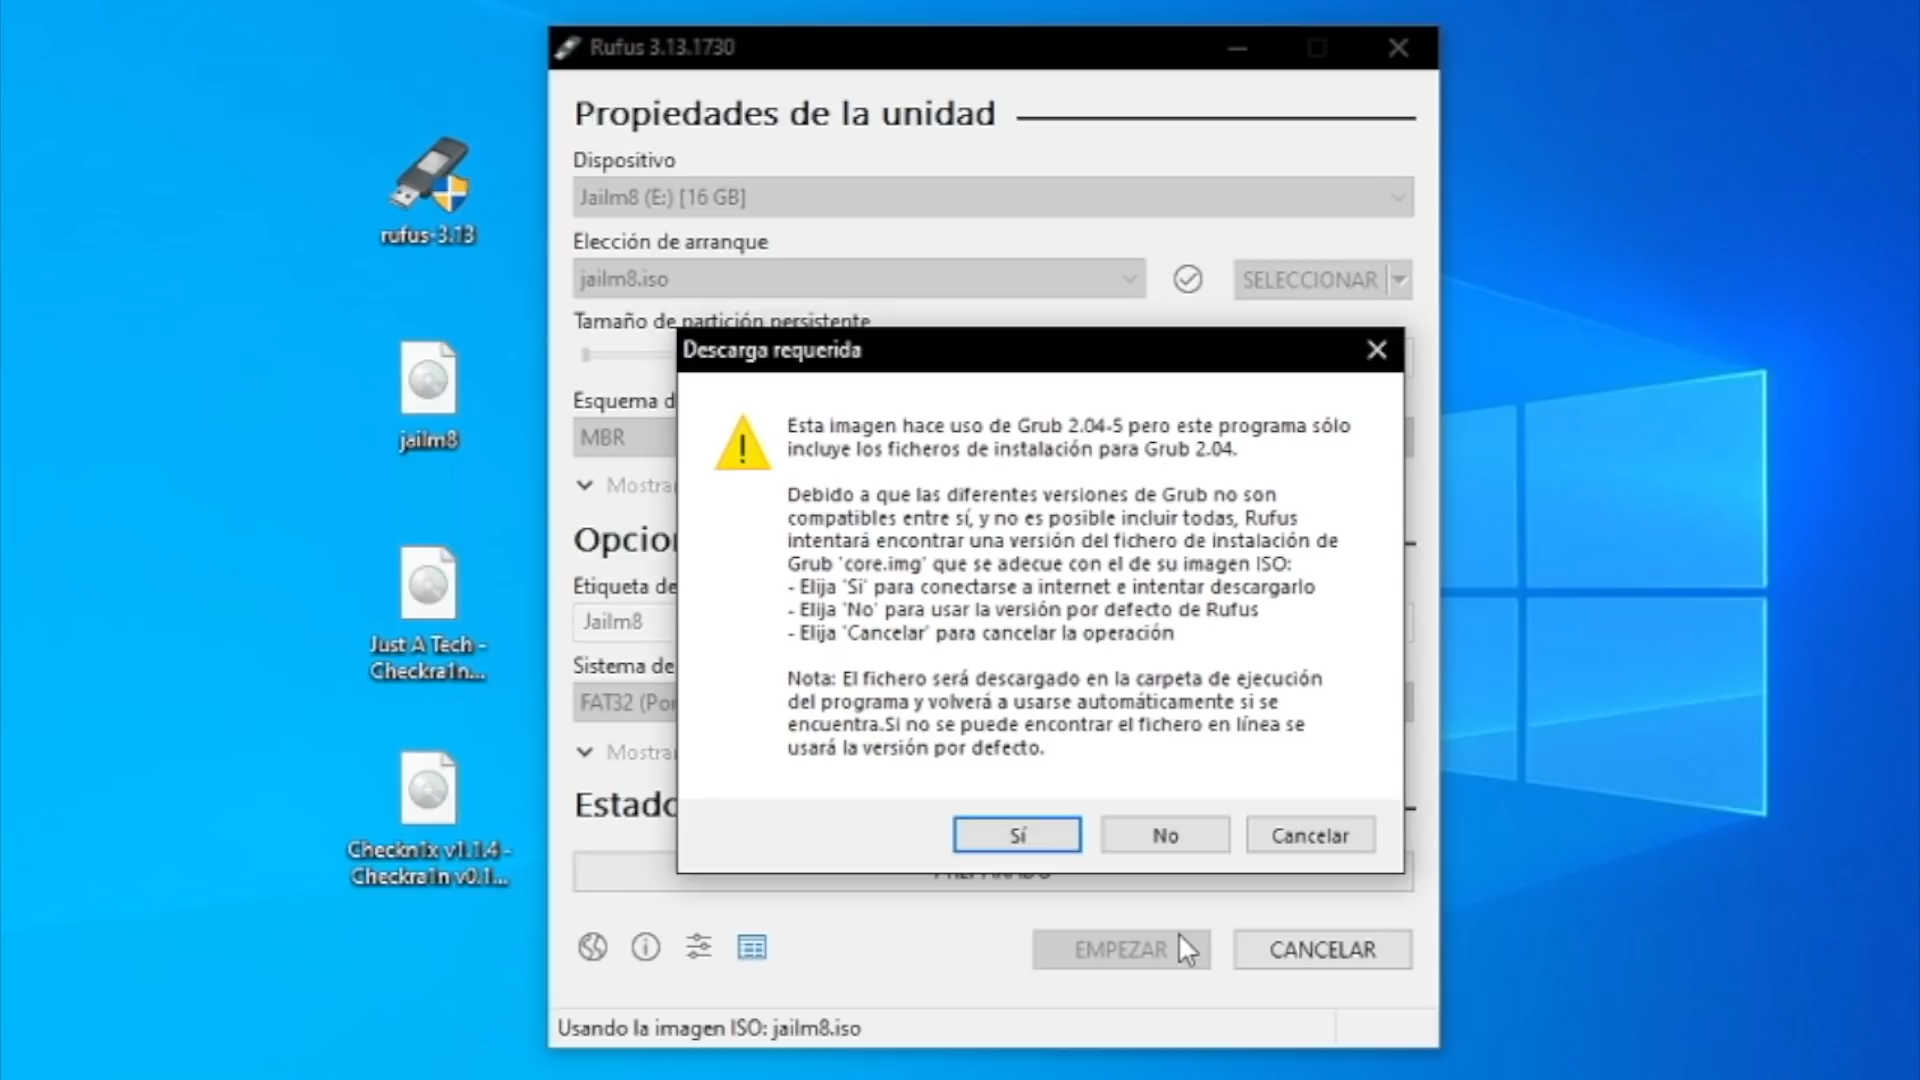 Rufus 3.13.1730
Propiedades de la unidad
Dispositivo
Jailm8 (E:) [16 GB]
Elección de arranque
jailm8.iso
SELECCIONAR
Tamaño de partición persistente
Esquema d
MBR
Mostra
Opcion
Etiqueta de
Jailm8
Sistema de
FAT32 (Por
Mostra
Estado
PREPARADO
EMPEZAR
CANCELAR
Usando la imagen ISO: jailm8.iso
Descarga requerida
Esta imagen hace uso de Grub 2.04-5 pero este programa sólo
incluye los ficheros de instalación para Grub 2.04.
Debido a que las diferentes versiones de Grub no son
compatibles entre sí, y no es posible incluir todas, Rufus
intentará encontrar una versión del fichero de instalación de
Grub 'core.img' que se adecue con el de su imagen ISO:
- Elija 'Si' para conectarse a internet e intentar descargarlo
- Elija 'No' para usar la versión por defecto de Rufus
- Elija 'Cancelar' para cancelar la operación
Nota: El fichero será descargado en la carpeta de ejecución
del programa y volverá a usarse automáticamente si se
encuentra.Si no se puede encontrar el fichero en línea se
usará la versión por defecto.
Sí
No
Cancelar
rufus-3.13
jailm8
Just A Tech -
Checkra1n...
Checkn1x v1.1.4 -
Checkra1n v0.1...